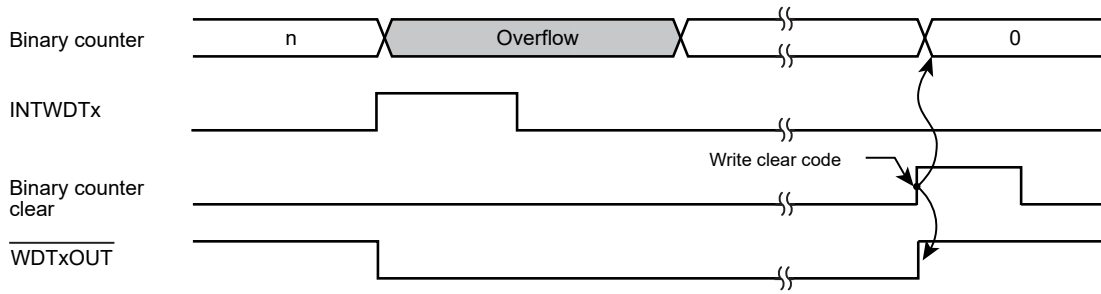 Binary counter n Overflow 0
INTWDTx
Write clear code
Binary counter
clear
WDTxOUT